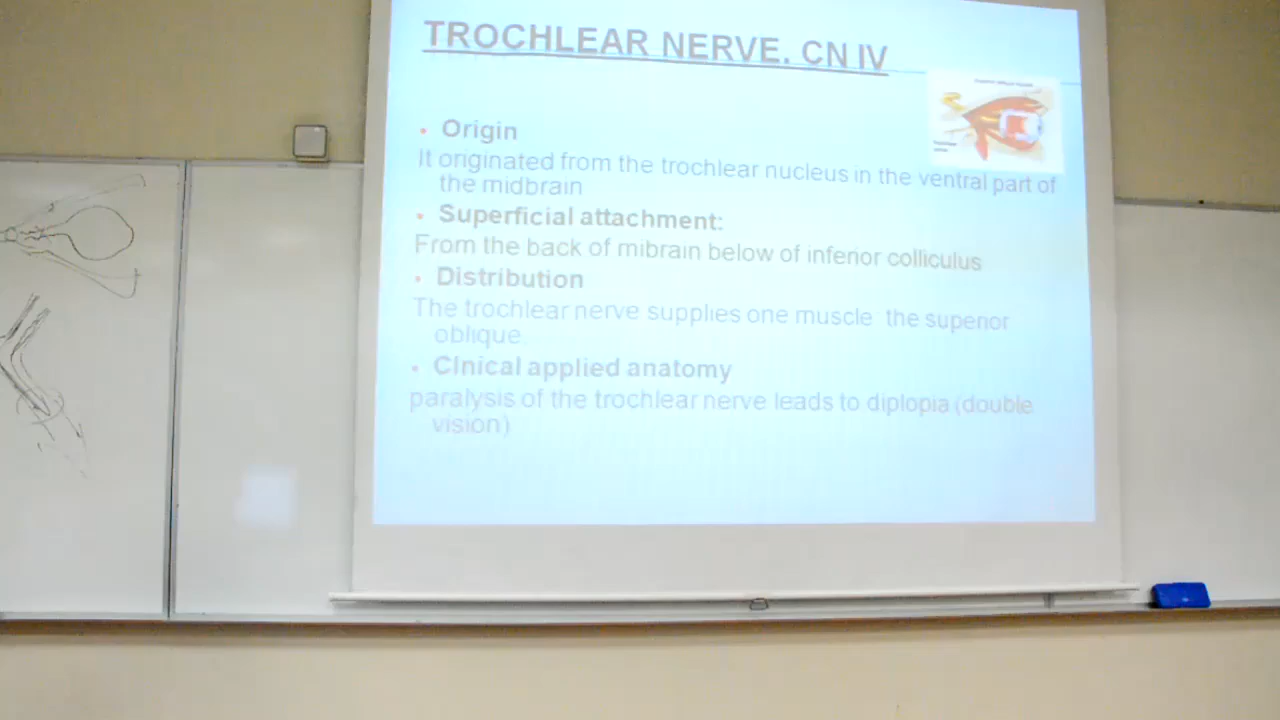 TROCHLEAR NERVE. CN IV
• Origin
It originated from the trochlear nucleus in the ventral part of
the midbrain
• Superficial attachment:
From the back of mibrain below of inferior colliculus
• Distribution
The trochlear nerve supplies one muscle the superior
oblique.
• Clnical applied anatomy
paralysis of the trochlear nerve leads to diplopia (double
vision)